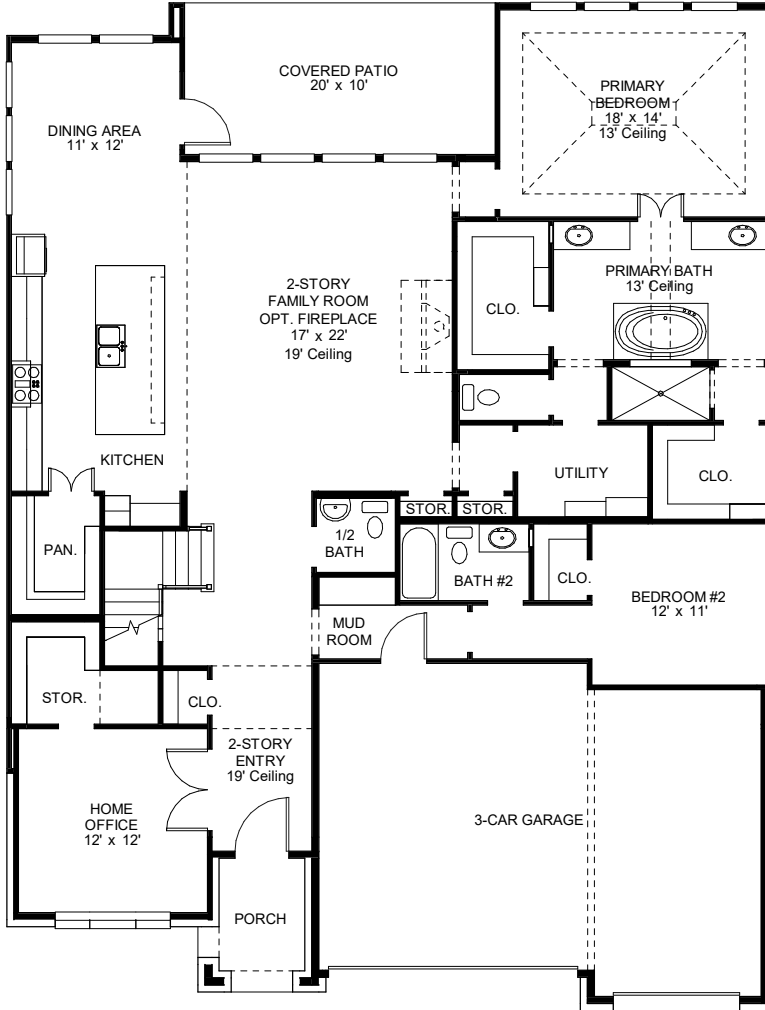 COVERED PATIO
20' x 10'
PRIMARY
BEDROOM
18' x 14'
13' Ceiling
DINING AREA
11' x 12'
2-STORY
FAMILY ROOM
OPT. FIREPLACE
17' x 22'
19' Ceiling
CLO.
PRIMARY BATH
13' Ceiling
KITCHEN
UTILITY
CLO.
STOR.
STOR.
PAN.
1/2
BATH
BATH #2
CLO.
BEDROOM #2
12' x 11'
MUD
ROOM
STOR.
CLO.
2-STORY
ENTRY
19' Ceiling
HOME
OFFICE
12' x 12'
3-CAR GARAGE
PORCH